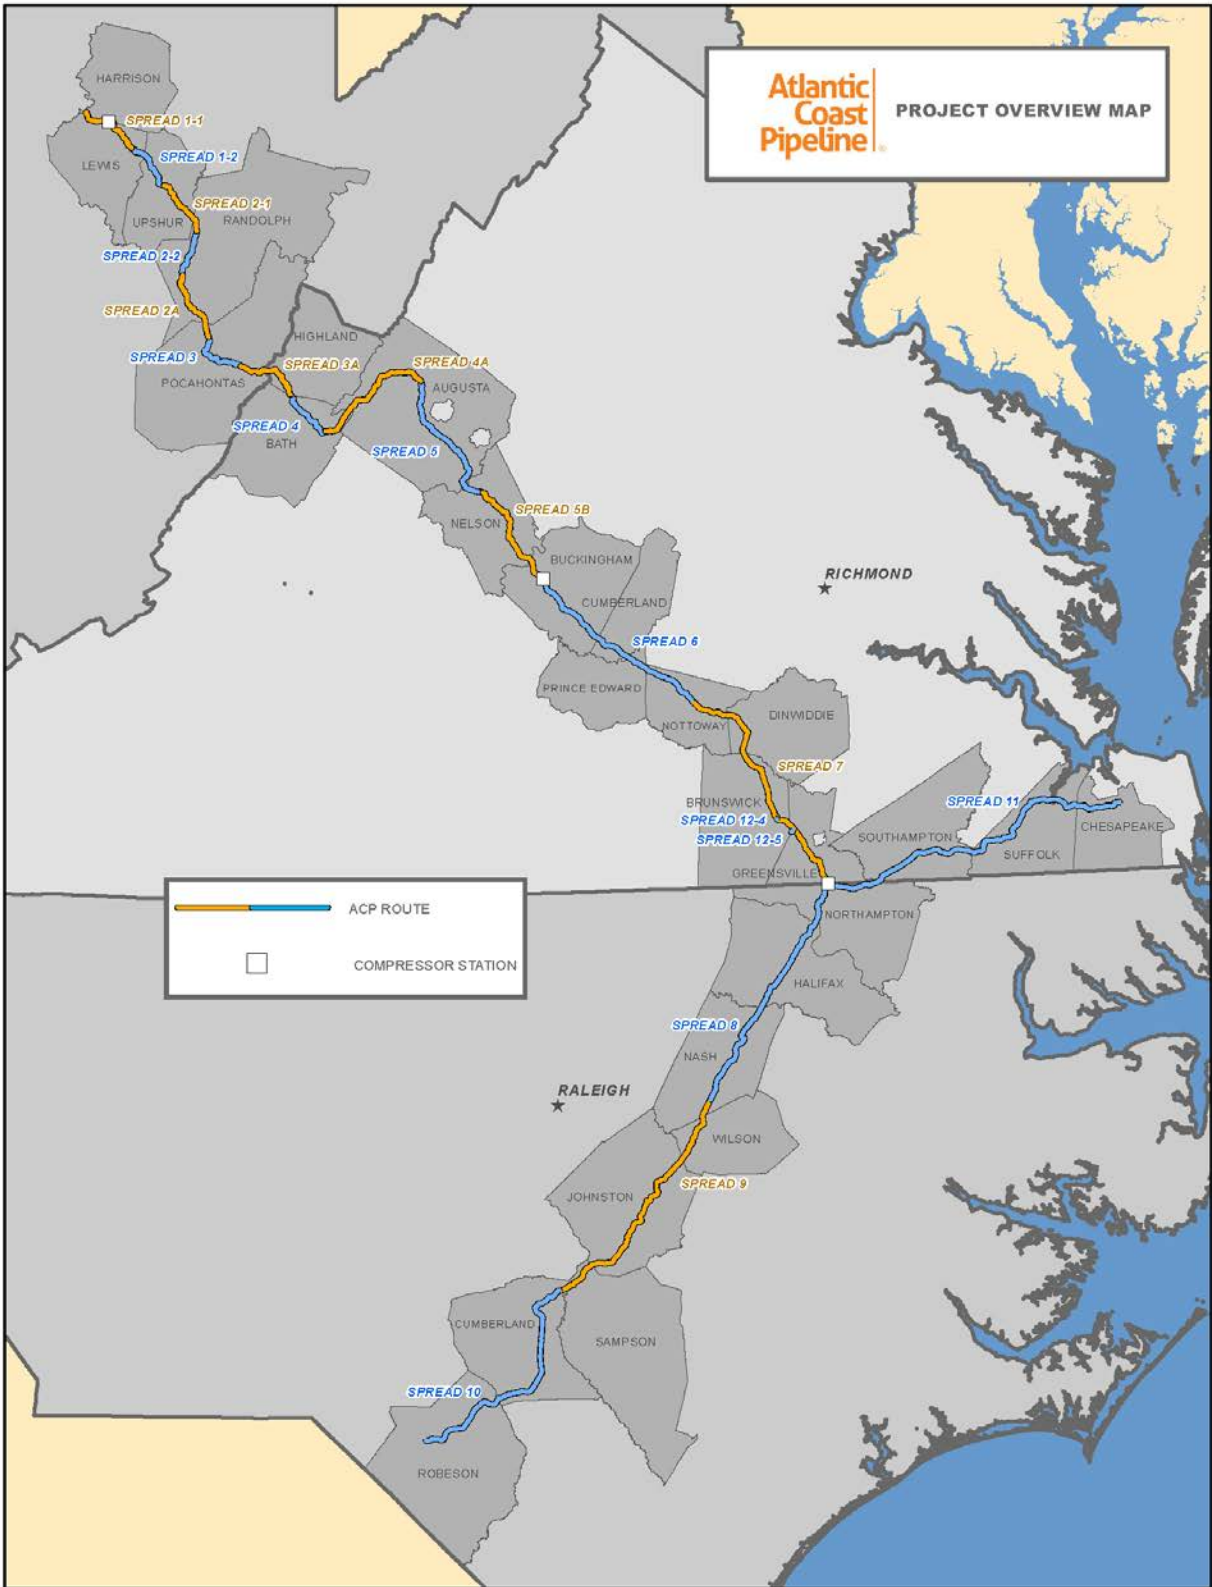 Atlantic
Coast
Pipeline
PROJECT OVERVIEW MAP
HARRISON
SPREAD 1-1
SPREAD 1-2
LEWIS
SPREAD 2-1
UPSHUR
RANDOLPH
SPREAD 2-2
SPREAD 2A
HIGHLAND
SPREAD 3
SPREAD 3A
SPREAD 4A
POCAHONTAS
AUGUSTA
SPREAD 4
BATH
SPREAD 5
SPREAD 5B
NELSON
BUCKINGHAM
RICHMOND
CUMBERLAND
SPREAD 6
PRINCE EDWARD
DINWIDDIE
NOTTOWAY
SPREAD 7
BRUNSWICK
SPREAD 11
SPREAD 12-4
CHESAPEAKE
SPREAD 12-5
SOUTHAMPTON
SUFFOLK
GREENSVILLE
ACP ROUTE
NORTHAMPTON
COMPRESSOR STATION
HALIFAX
SPREAD 8
NASH
RALEIGH
WILSON
SPREAD 9
JOHNSTON
CUMBERLAND
SAMPSON
SPREAD 10
ROBESON